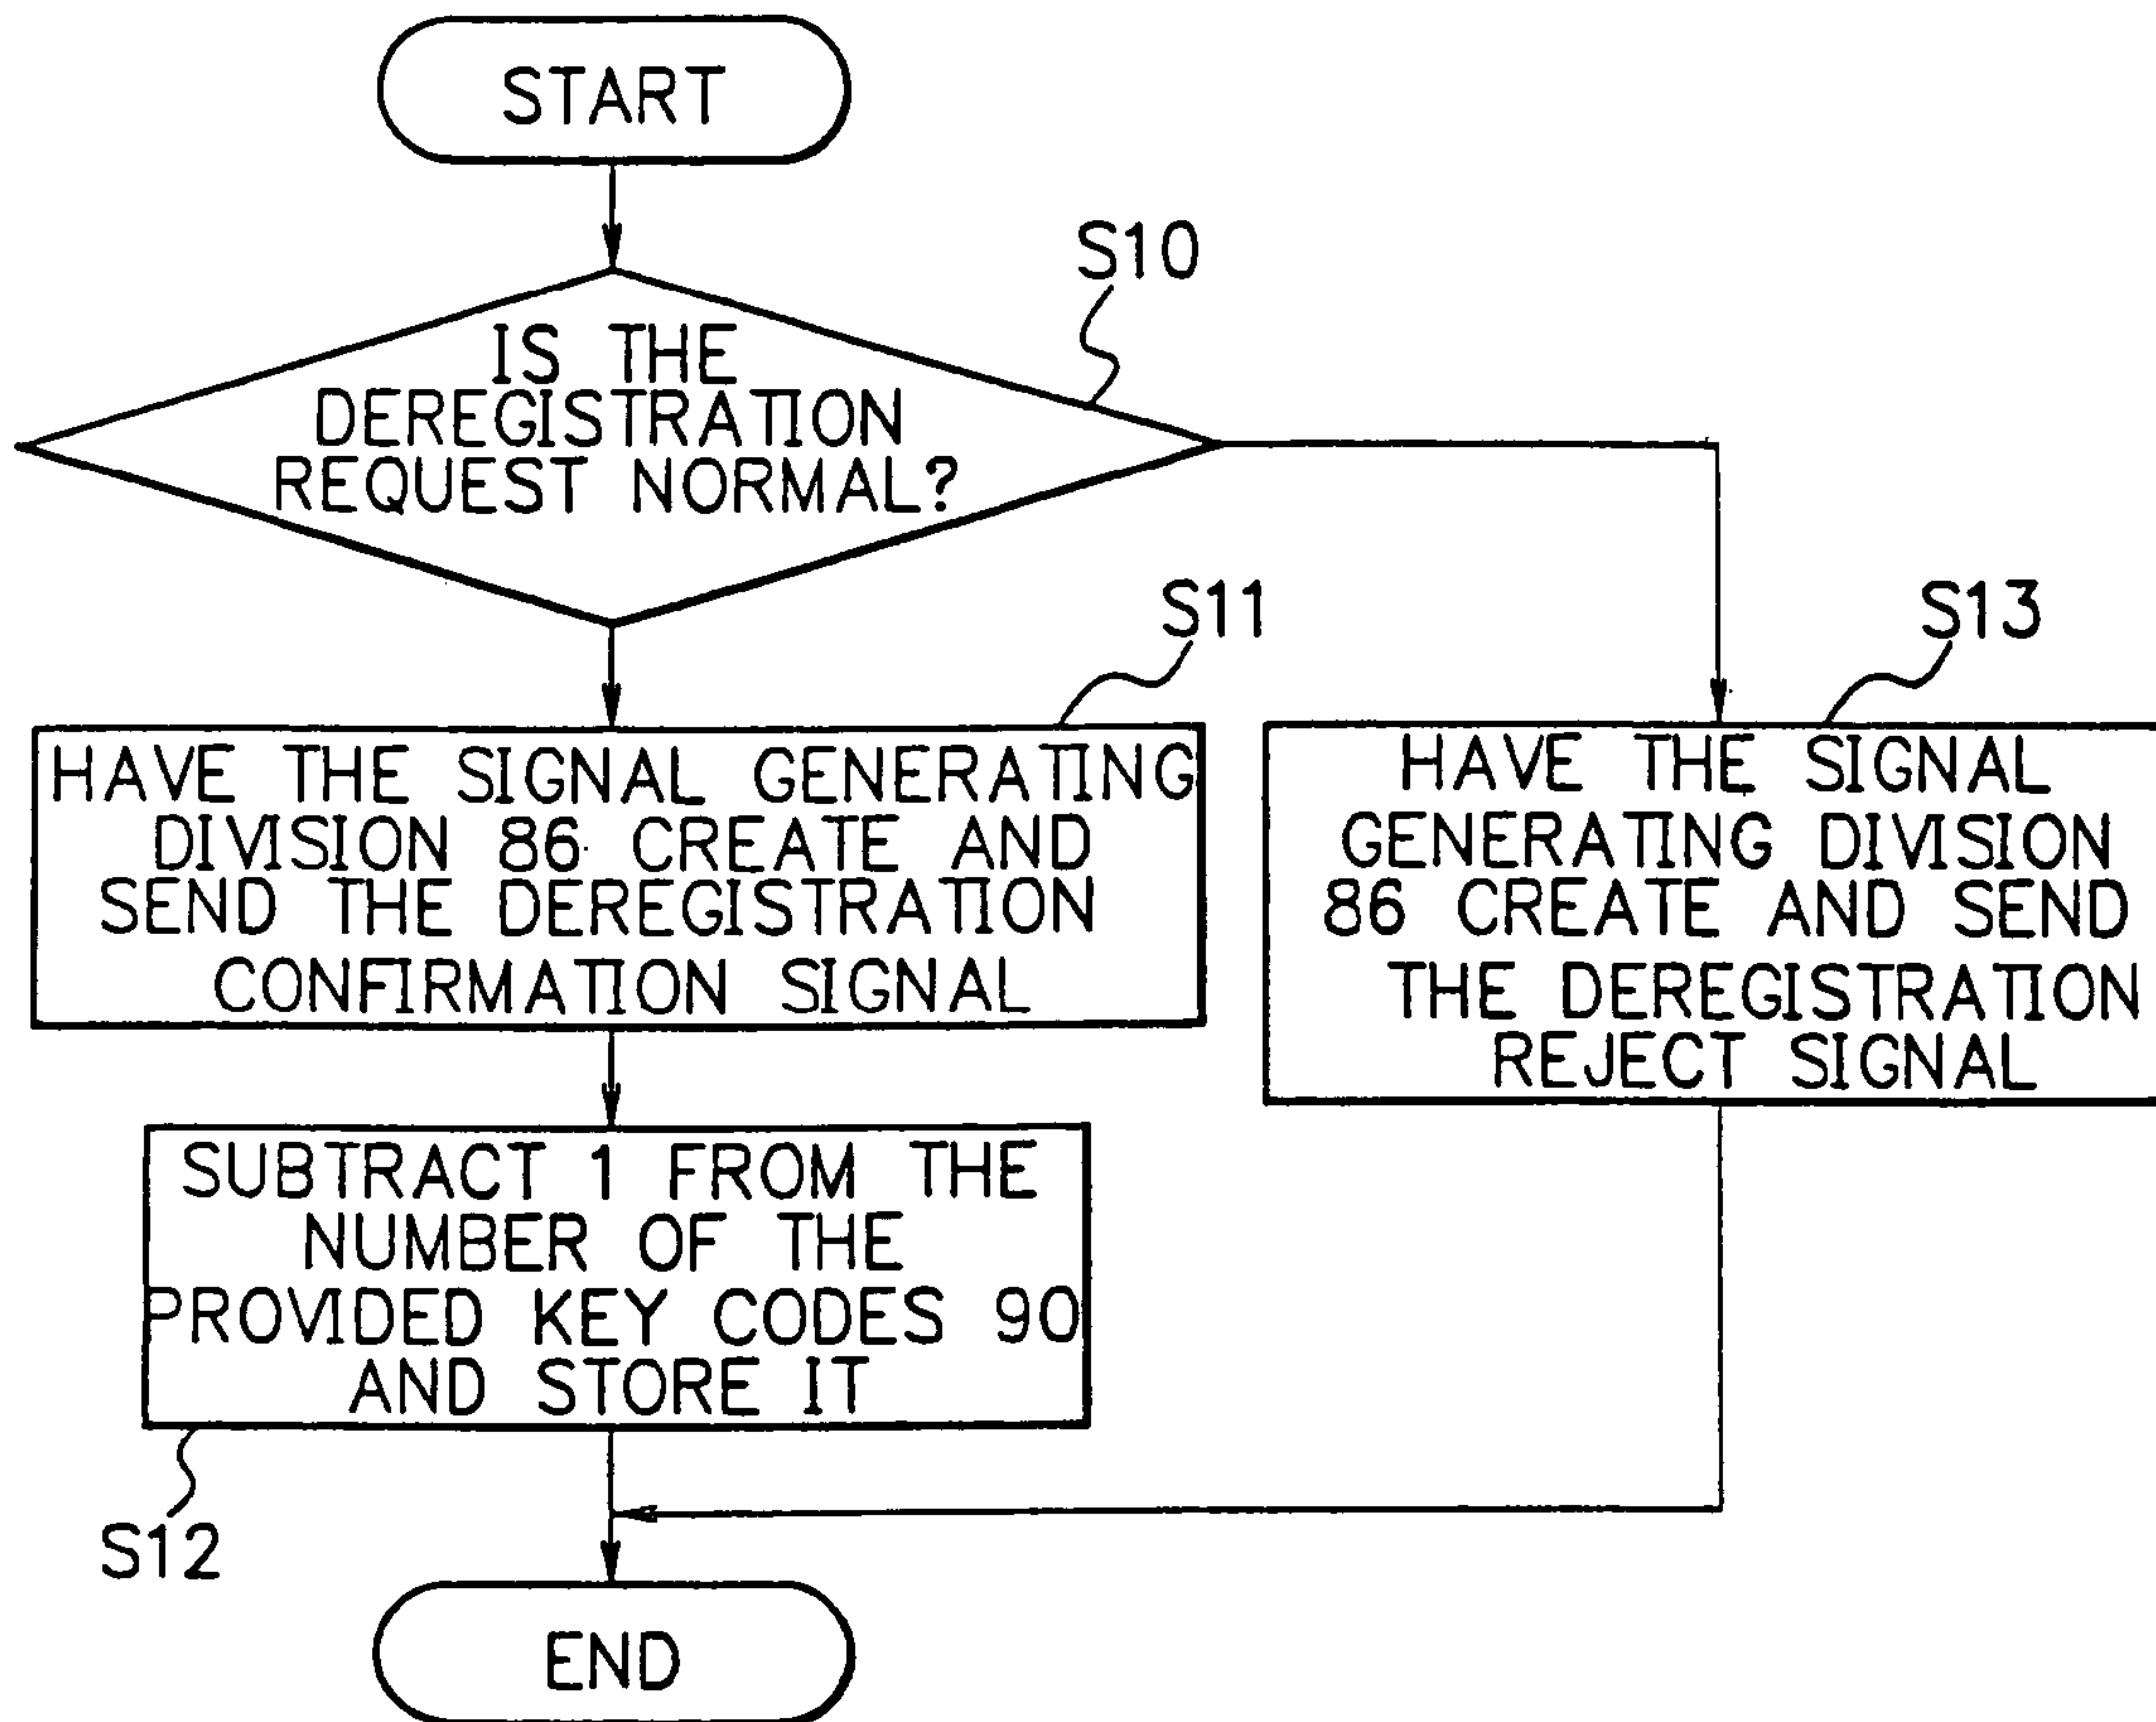 START
S10
IS THE
DEREGISTRATION
REQUEST NORMAL?
S11
S13
HAVE THE SIGNAL GENERATING
DIVISION 86 CREATE AND
SEND THE DEREGISTRATION
CONFIRMATION SIGNAL
HAVE THE SIGNAL
GENERATING DIVISION
86 CREATE AND SEND
THE DEREGISTRATION
REJECT SIGNAL
SUBTRACT 1 FROM THE
NUMBER OF THE
PROVIDED KEY CODES 90
AND STORE IT
S12
END